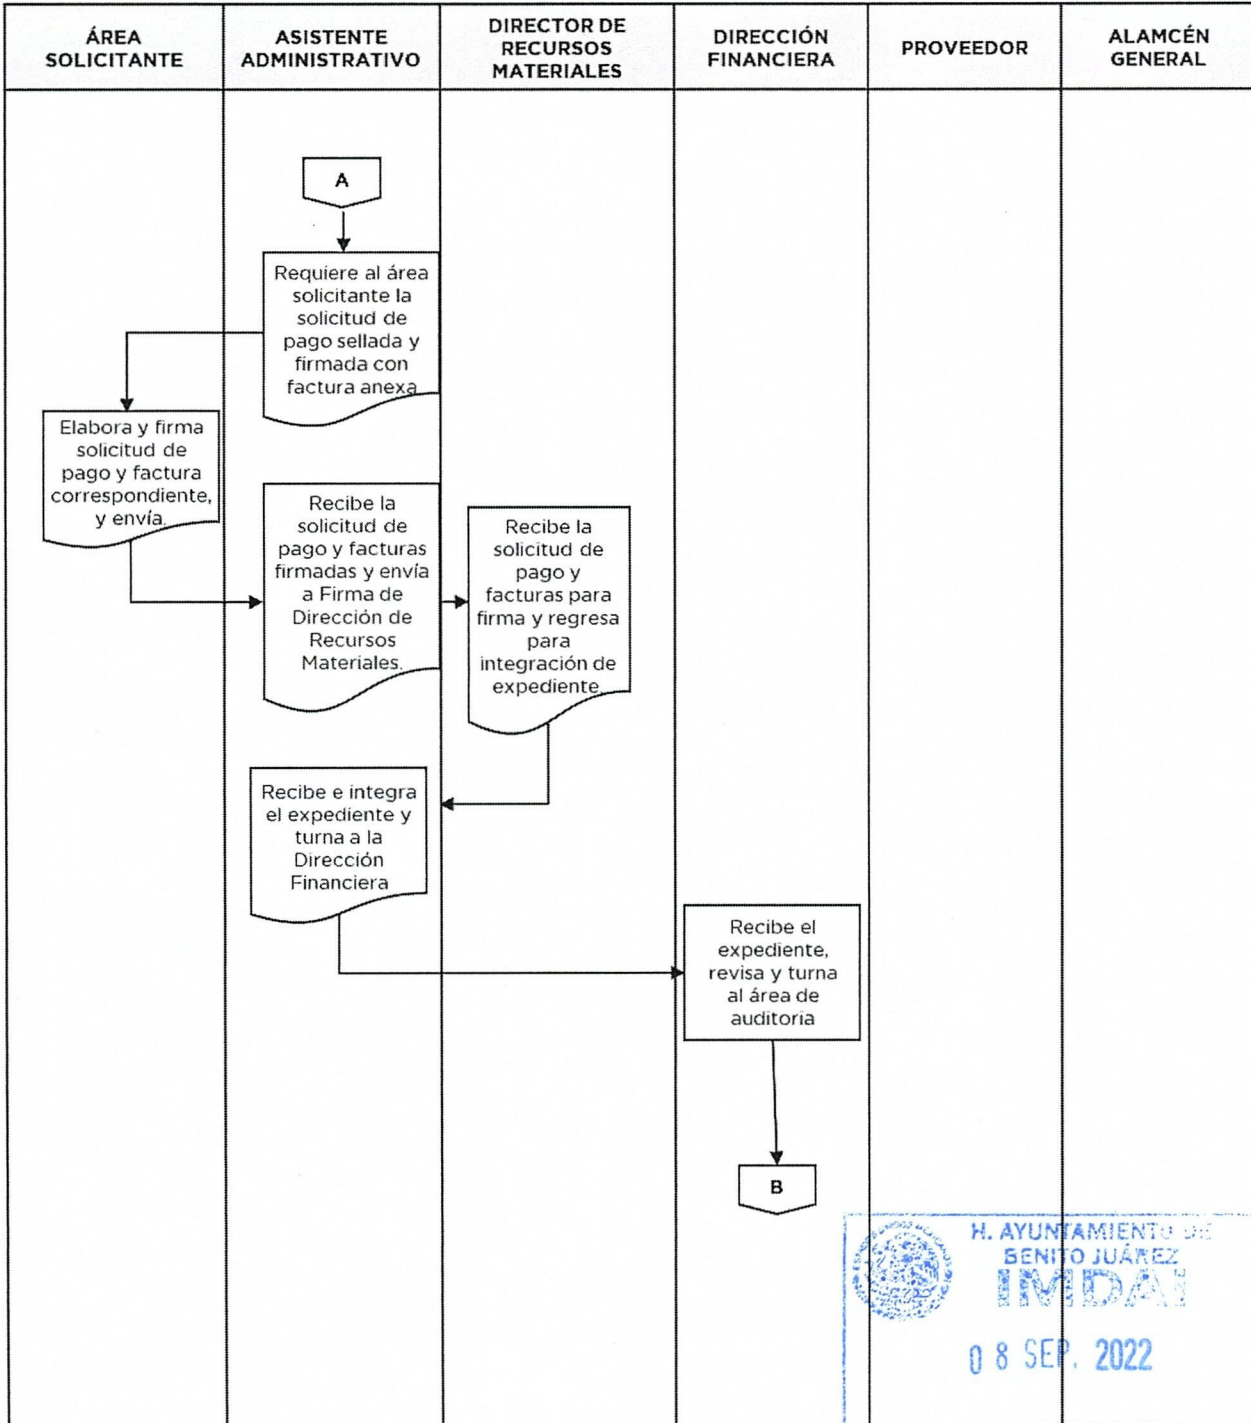 ÁREA
SOLICITANTE
ASISTENTE
ADMINISTRATIVO
DIRECTOR DE
RECURSOS
MATERIALES
DIRECCIÓN
FINANCIERA
PROVEEDOR
ALAMCÉN
GENERAL
A
Requiere al área
solicitante la
solicitud de
pago sellada y
firmada con
factura anexa
Elabora y firma
solicitud de
pago y factura
correspondiente,
y envía.
Recibe la
solicitud de
pago y facturas
firmadas y envía
a Firma de
Dirección de
Recursos
Materiales.
Recibe la
solicitud de
pago y
facturas para
firma y regresa
para
integración de
expediente.
Recibe e integra
el expediente y
turna a la
Dirección
Financiera
Recibe el
expediente,
revisa y turna
al área de
auditoria
B
H. AYUNTAMIENTO DE
BENITO JUÁREZ
IMDAI
08 SEP. 2022